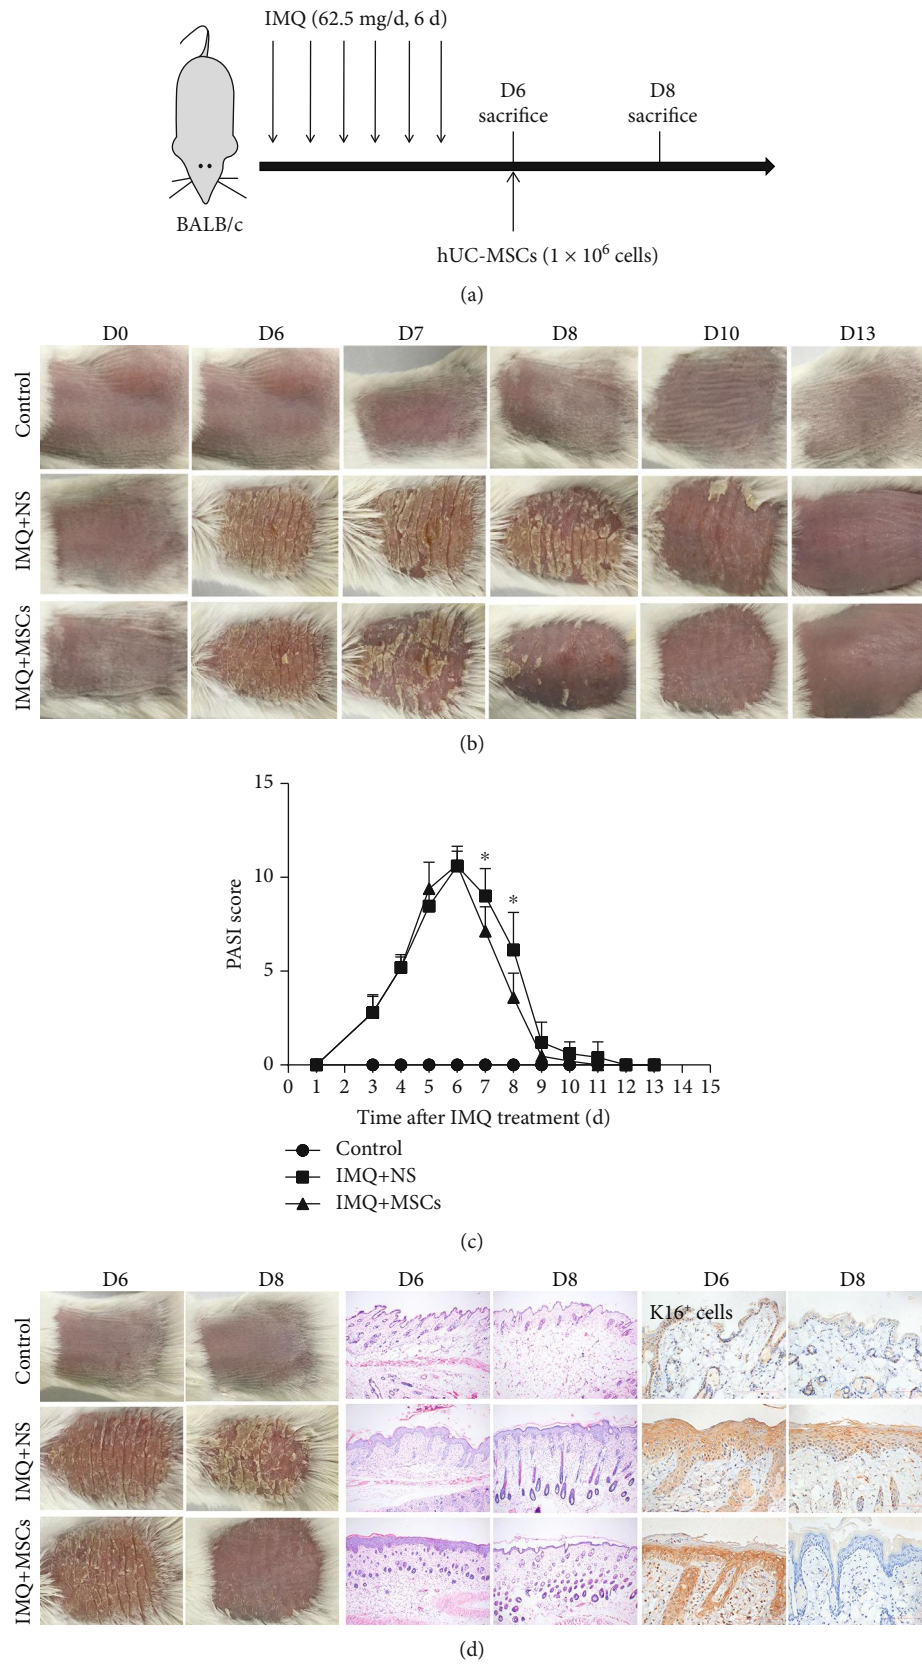 IMQ (62.5 mg/d, 6 d)
D6
sacrifice
D8
sacrifice
BALB/c
hUC-MSCs (1 × 10⁶ cells)
(a)
D0 D6 D7 D8 D10 D13
Control
IMQ+NS
IMQ+MSCs
(b)
15
10
5
0
PASI score
* *
0 1 2 3 4 5 6 7 8 9 10 11 12 13 14 15
Time after IMQ treatment (d)
Control
IMQ+NS
IMQ+MSCs
(c)
D6 D8 D6 D8 D6 D8
K16⁺ cells
Control
IMQ+NS
IMQ+MSCs
(d)